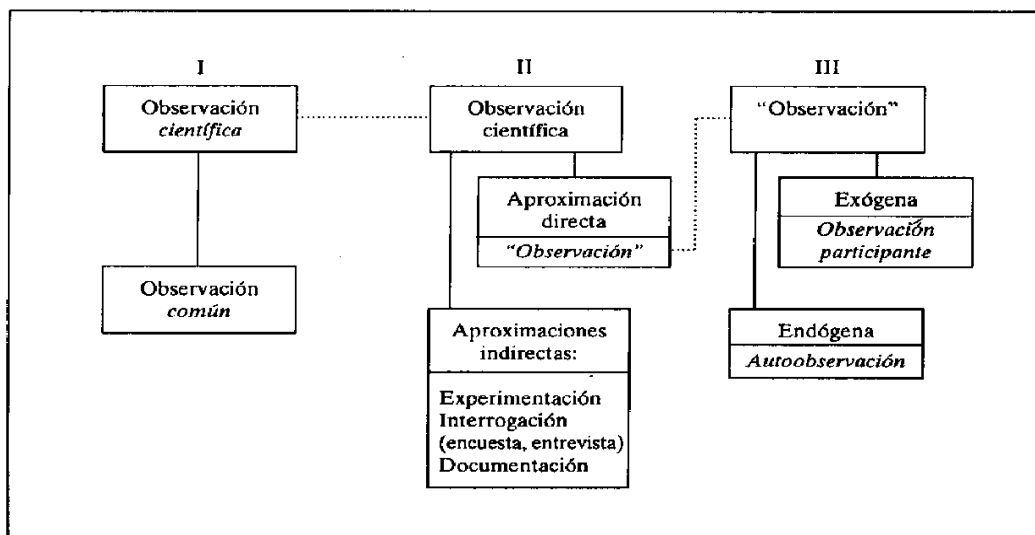 I
Observación
científica
Observación
común
II
Observación
científica
Aproximación
directa
“Observación”
Aproximaciones
indirectas:
Experimentación
Interrogación
(encuesta, entrevista)
Documentación
III
“Observación”
Exógena
Observación
participante
Endógena
Autoobservación